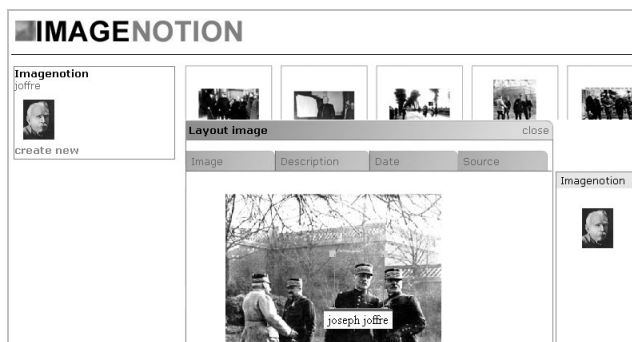 IMAGENOTION
Imagenotion
joffre
create new
Layout image
close
Image
Description
Date
Source
Imagenotion
joseph joffre